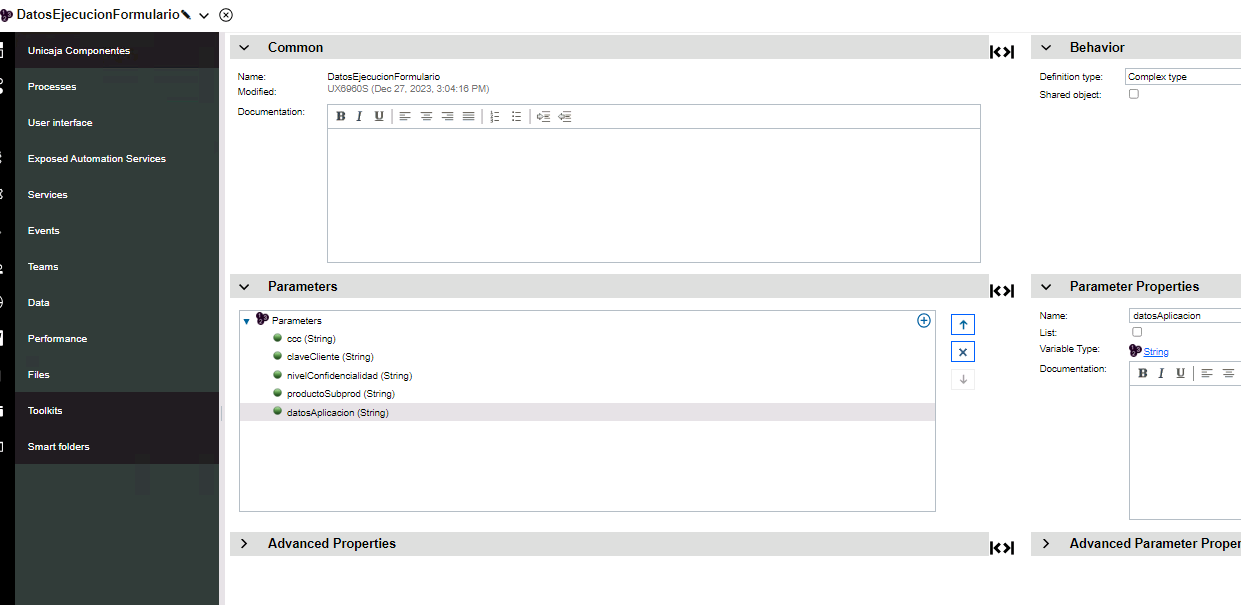 DatosEjecucionFormulario
Unicaja Componentes
Processes
User interface
Exposed Automation Services
Services
Events
Teams
Data
Performance
Files
Toolkits
Smart folders
Common
Name: DatosEjecucionFormulario
Modified: UX6960S (Dec 27, 2023, 3:04:16 PM)
Documentation:
B I U
Parameters
Parameters
ccc (String)
claveCliente (String)
nivelConfidencialidad (String)
productoSubprod (String)
datosAplicacion (String)
Advanced Properties
Behavior
Definition type: Complex type
Shared object:
Parameter Properties
Name: datosAplicacion
List:
Variable Type: String
Documentation:
B I U
Advanced Parameter Proper